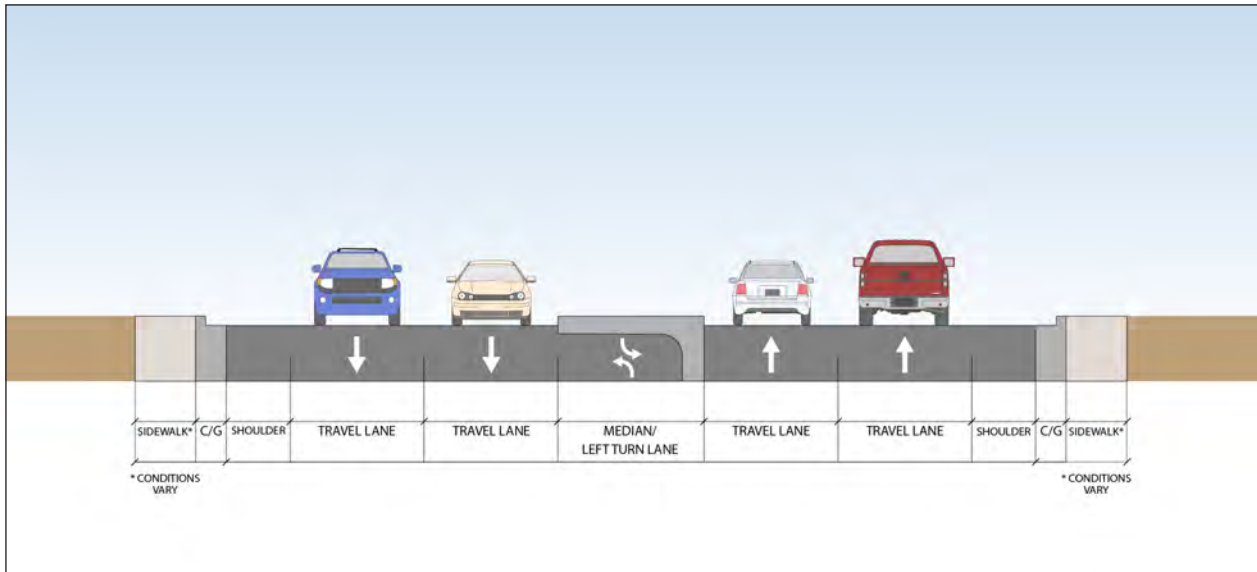 SIDEWALK*
C/G
SHOULDER
TRAVEL LANE
TRAVEL LANE
MEDIAN/
LEFT TURN LANE
TRAVEL LANE
TRAVEL LANE
SHOULDER
C/G
SIDEWALK*
* CONDITIONS
VARY
* CONDITIONS
VARY